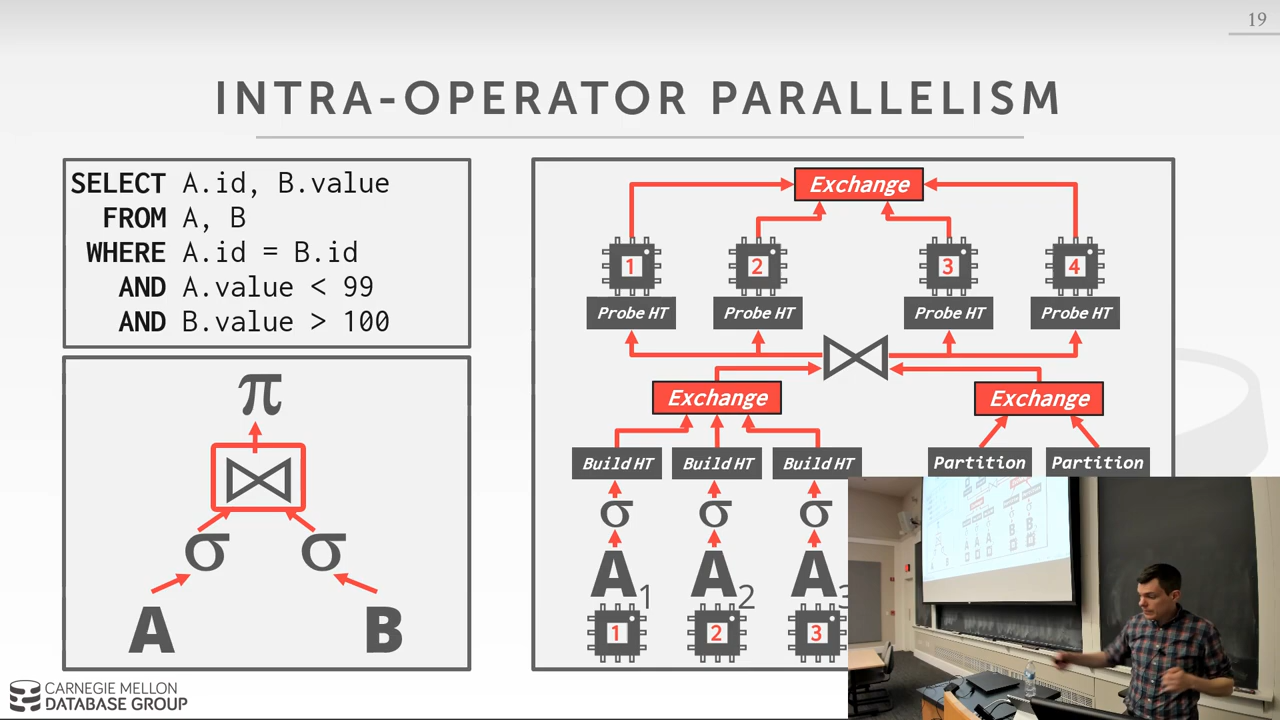 19
INTRA-OPERATOR PARALLELISM
SELECT A.id, B.value
FROM A, B
WHERE A.id = B.id
AND A.value < 99
AND B.value > 100
π
σ σ
A B
Exchange
1 2 3 4
Probe HT Probe HT Probe HT Probe HT
Exchange Exchange
Build HT Build HT Build HT Partition Partition
σ σ σ
A1 A2 A3
1 2 3
CARNEGIE MELLON
DATABASE GROUP